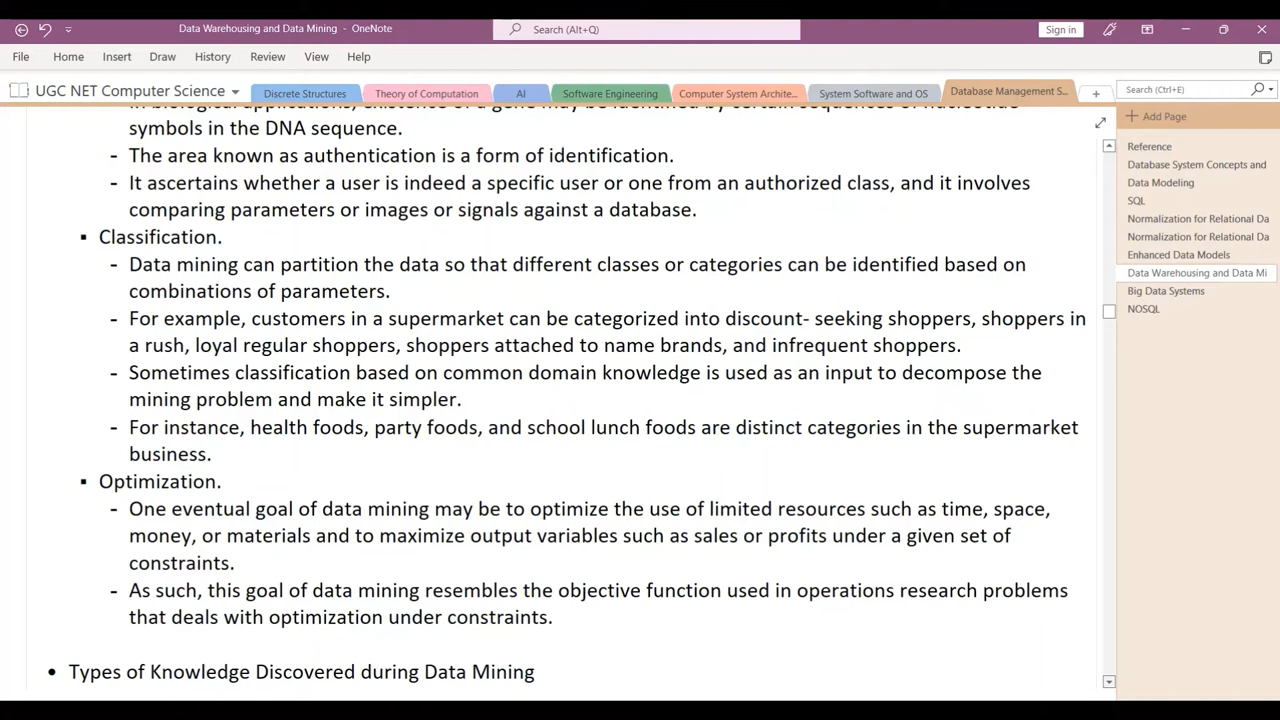 Data Warehousing and Data Mining - OneNote
Search (Alt+Q)
Sign in
File Home Insert Draw History Review View Help
UGC NET Computer Science
Discrete Structures
Theory of Computation
AI
Software Engineering
Computer System Archite...
System Software and OS
Database Management S...
Search (Ctrl+E)
symbols in the DNA sequence.
- The area known as authentication is a form of identification.
- It ascertains whether a user is indeed a specific user or one from an authorized class, and it involves
comparing parameters or images or signals against a database.
▪ Classification.
- Data mining can partition the data so that different classes or categories can be identified based on
combinations of parameters.
- For example, customers in a supermarket can be categorized into discount- seeking shoppers, shoppers in
a rush, loyal regular shoppers, shoppers attached to name brands, and infrequent shoppers.
- Sometimes classification based on common domain knowledge is used as an input to decompose the
mining problem and make it simpler.
- For instance, health foods, party foods, and school lunch foods are distinct categories in the supermarket
business.
▪ Optimization.
- One eventual goal of data mining may be to optimize the use of limited resources such as time, space,
money, or materials and to maximize output variables such as sales or profits under a given set of
constraints.
- As such, this goal of data mining resembles the objective function used in operations research problems
that deals with optimization under constraints.
• Types of Knowledge Discovered during Data Mining
Add Page
Reference
Database System Concepts and
Data Modeling
SQL
Normalization for Relational Da
Normalization for Relational Da
Enhanced Data Models
Data Warehousing and Data Mi
Big Data Systems
NOSQL